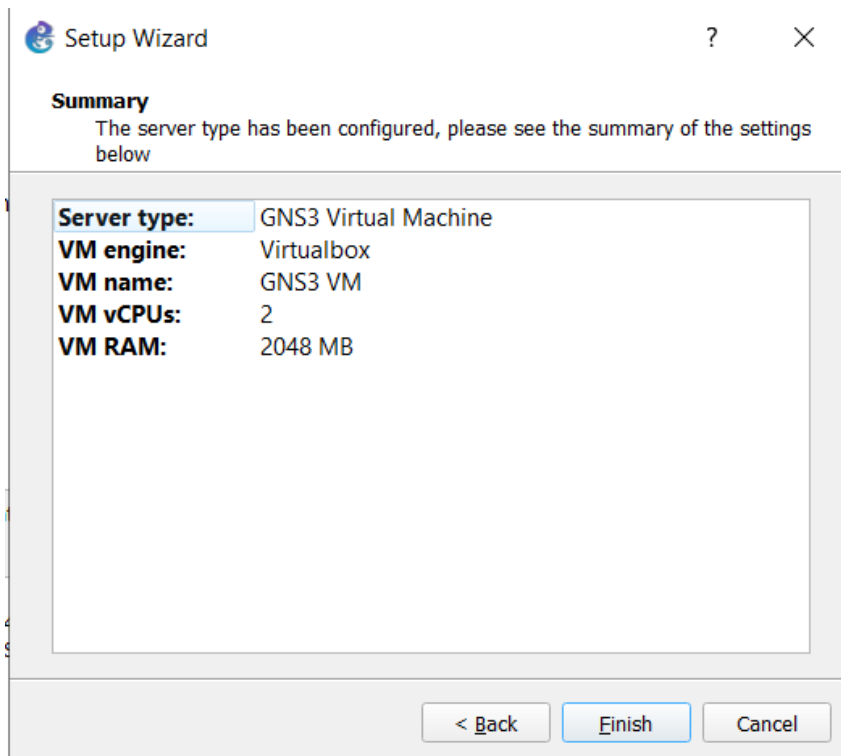 Setup Wizard ?
Summary
The server type has been configured, please see the summary of the settings
below
Server type: GNS3 Virtual Machine
VM engine: Virtualbox
VM name: GNS3 VM
VM vCPUs: 2
VM RAM: 2048 MB
< Back Finish Cancel